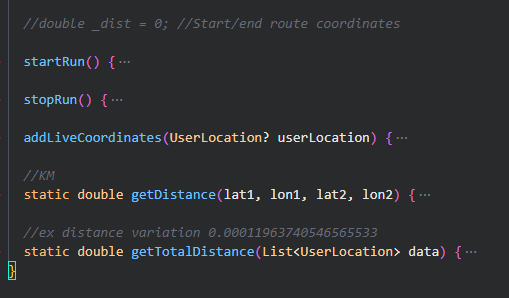 //double _dist = 0; //Start/end route coordinates
startRun() {···
stopRun() {···
addLiveCoordinates(UserLocation? userLocation) {···
//KM
static double getDistance(lat1, lon1, lat2, lon2) {···
//ex distance variation 0.00011963740546565533
static double getTotalDistance(List<UserLocation> data) {···
}